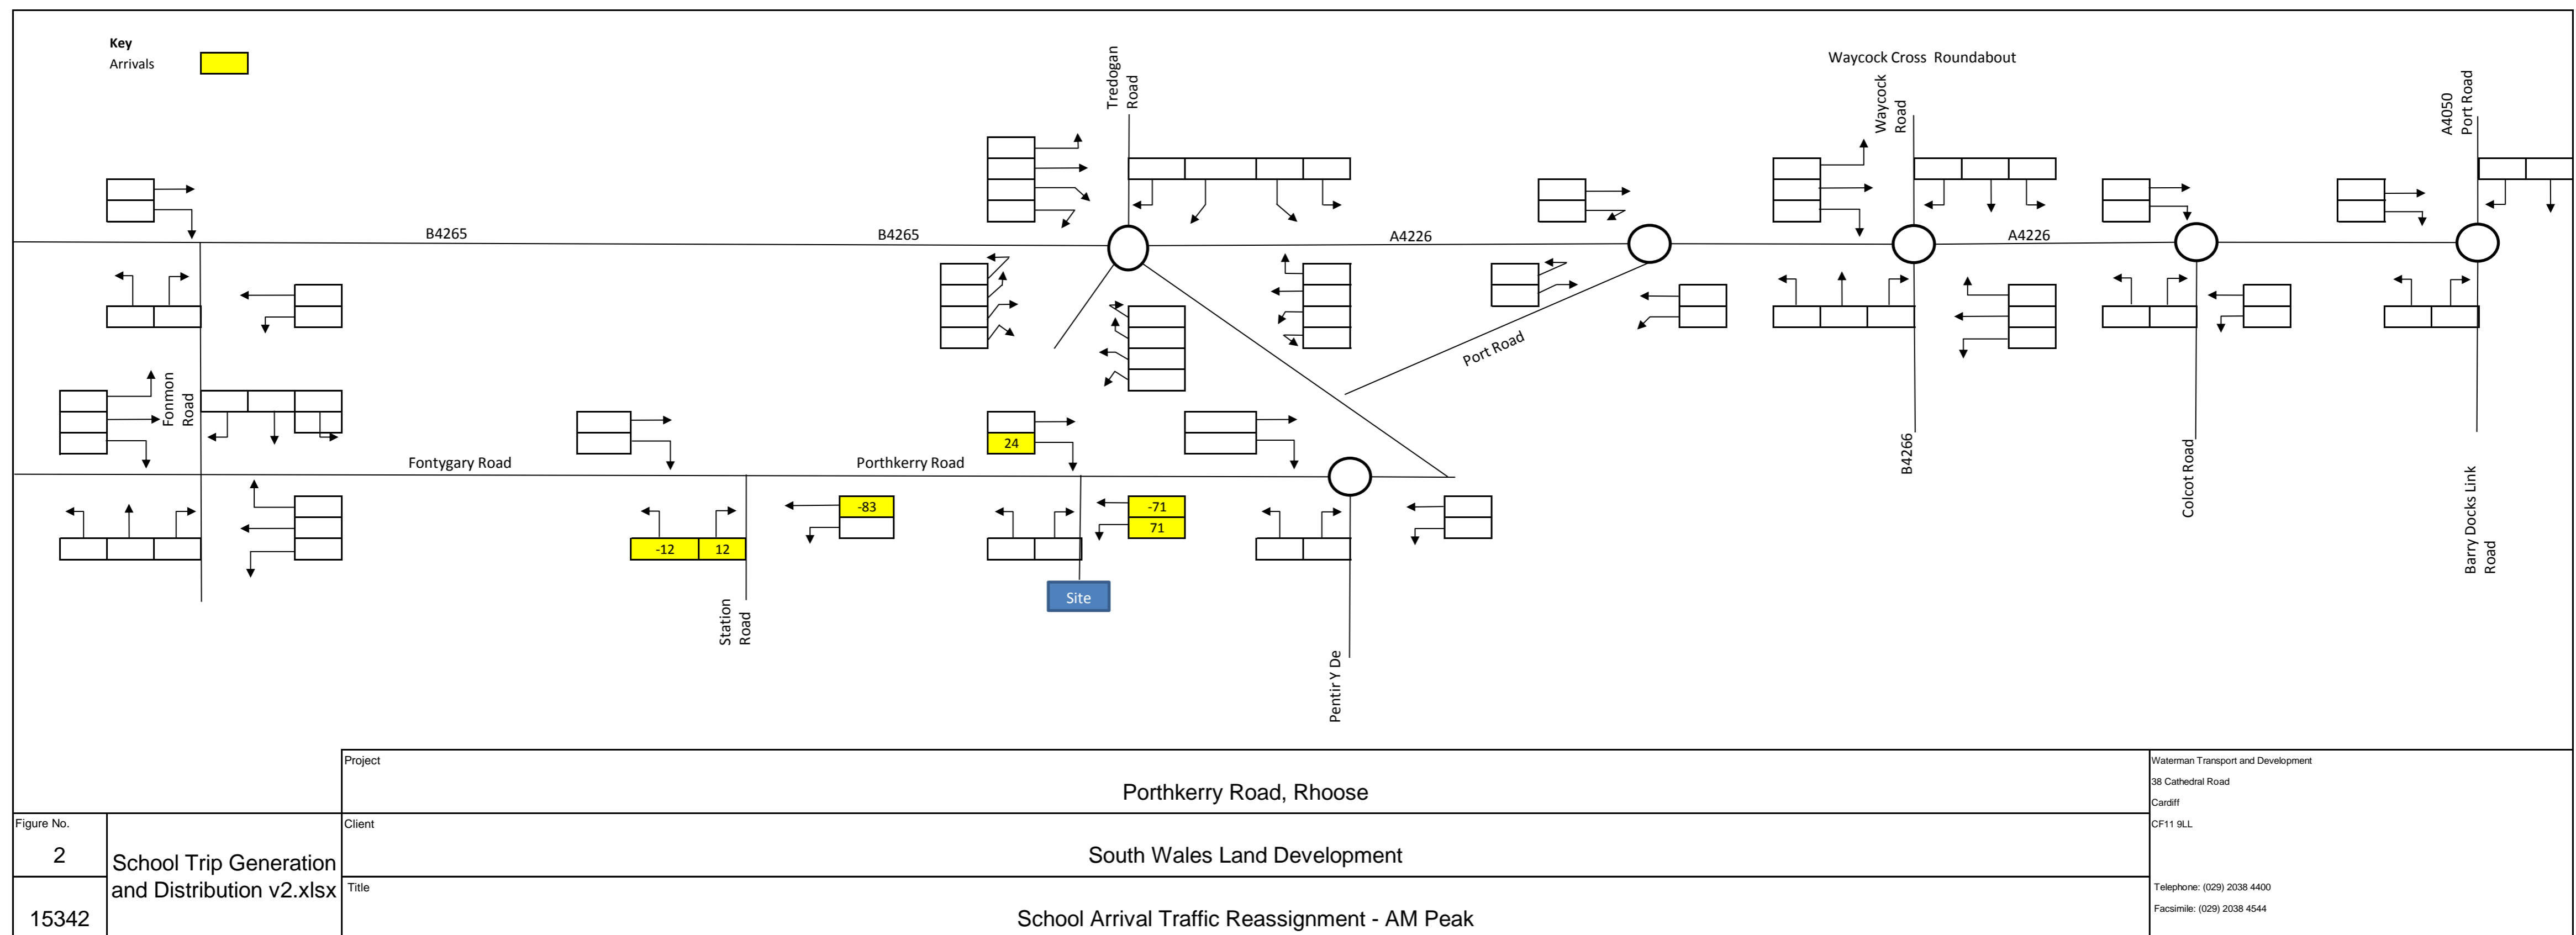 Key
Arrivals
Tredogan
Road
Waycock Cross Roundabout
Waycock
Road
A4050
Port Road
B4265
B4265
A4226
A4226
Port Road
Fonmon
Road
24
Fontygary Road
Porthkerry Road
B4266
Colcot Road
Barry Docks Link
Road
-83
-71
71
-12
12
Site
Station
Road
Pentir Y De
Project
Porthkerry Road, Rhoose
Waterman Transport and Development
38 Cathedral Road
Cardiff
CF11 9LL
Figure No.
2
School Trip Generation
and Distribution v2.xlsx
Client
South Wales Land Development
15342
Title
School Arrival Traffic Reassignment - AM Peak
Telephone: (029) 2038 4400
Facsimile: (029) 2038 4544